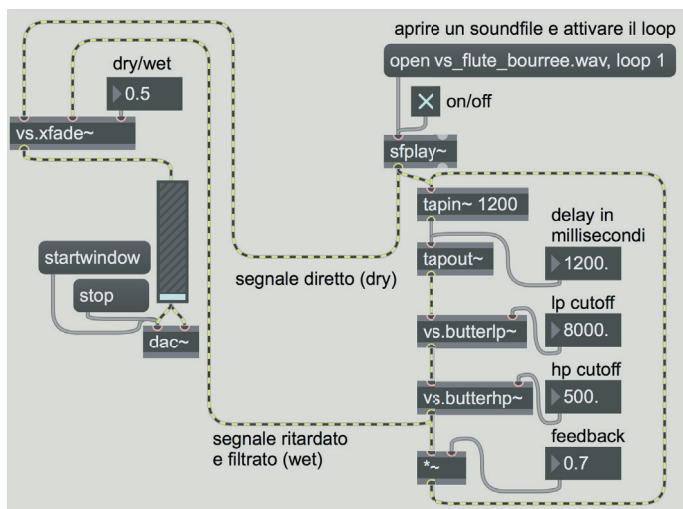 aprire un soundfile e attivare il loop
open vs_flute_bourree.wav, loop 1
dry/wet
0.5
on/off
vs.xfade~
sfplay~
tapin~ 1200
delay in
millisecondi
startwindow
tapout~
1200.
segnale diretto (dry)
stop
lp cutoff
vs.butterlp~
8000.
dac~
hp cutoff
vs.butterhp~
500.
segnale ritardato
e filtrato (wet)
feedback
*~
0.7